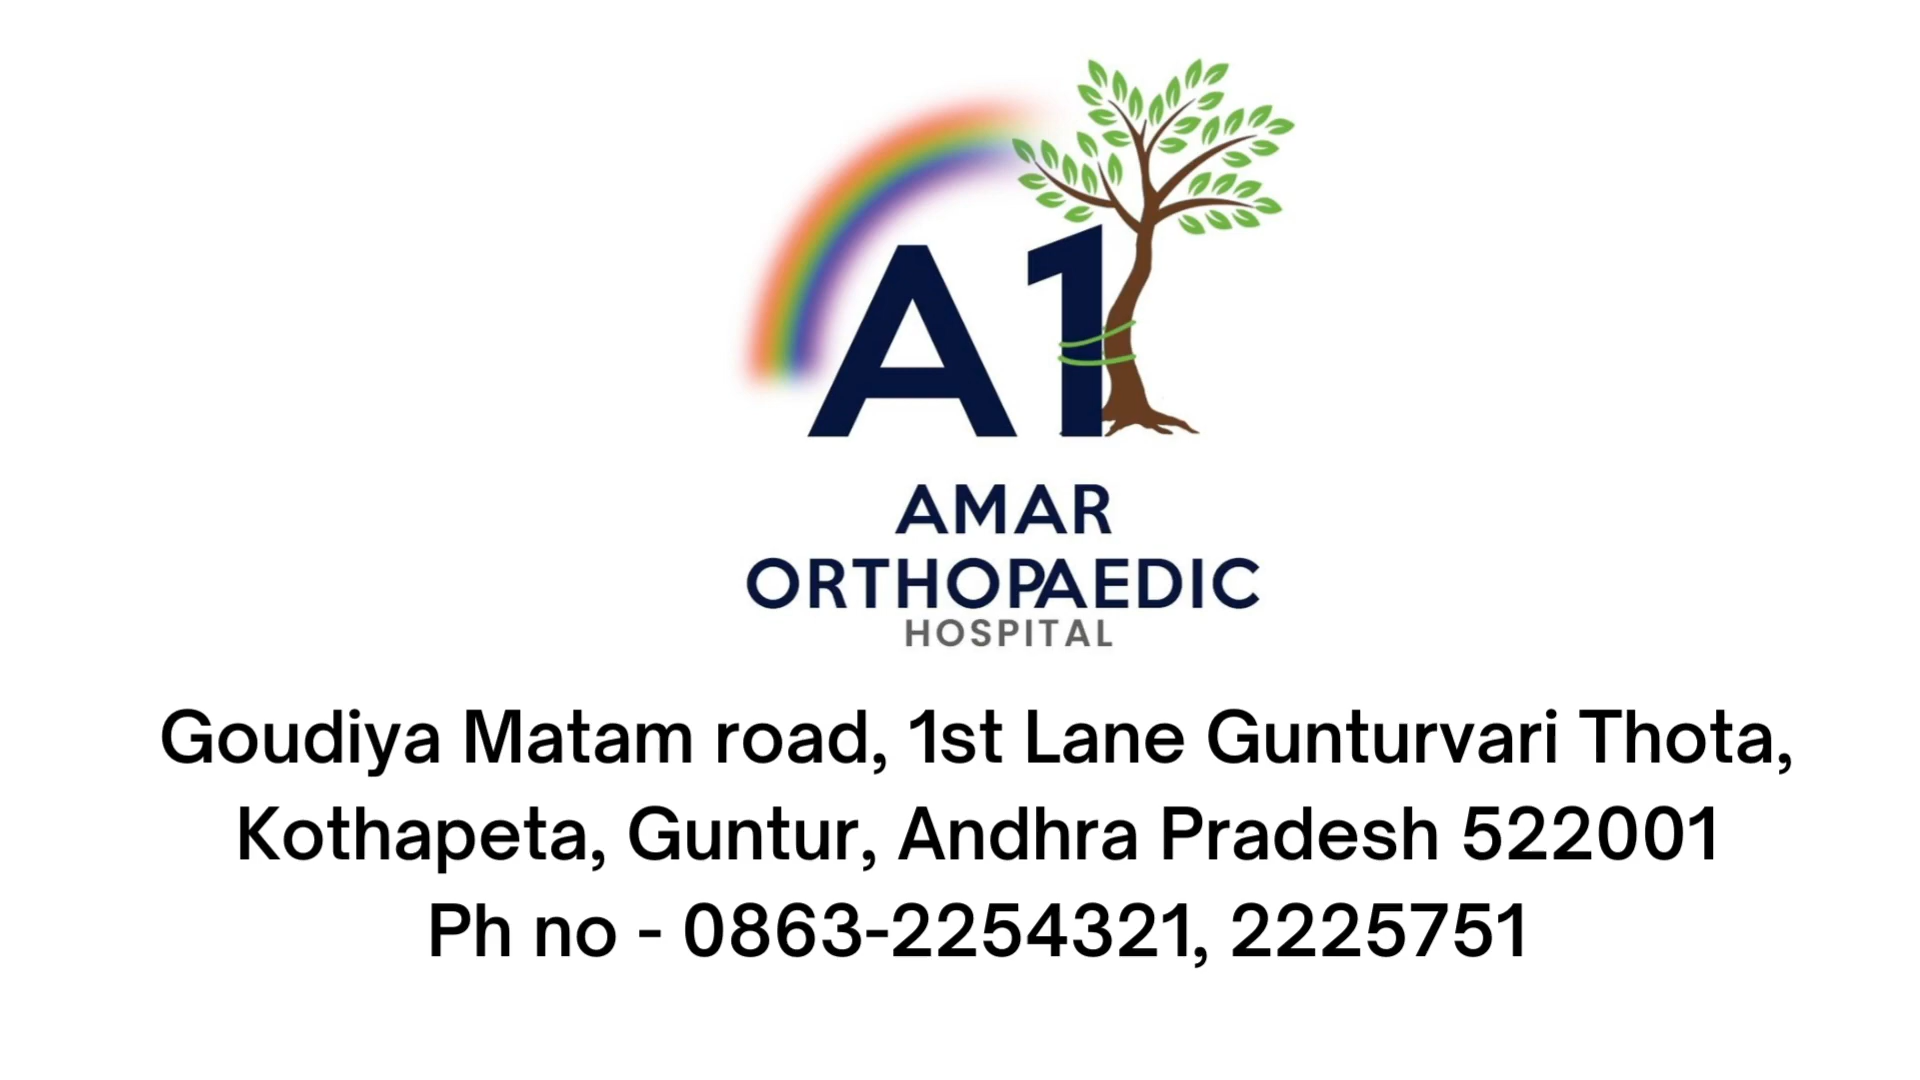 A1
AMAR
ORTHOPAEDIC
HOSPITAL
Goudiya Matam road, 1st Lane Gunturvari Thota,
Kothapeta, Guntur, Andhra Pradesh 522001
Ph no - 0863-2254321, 2225751